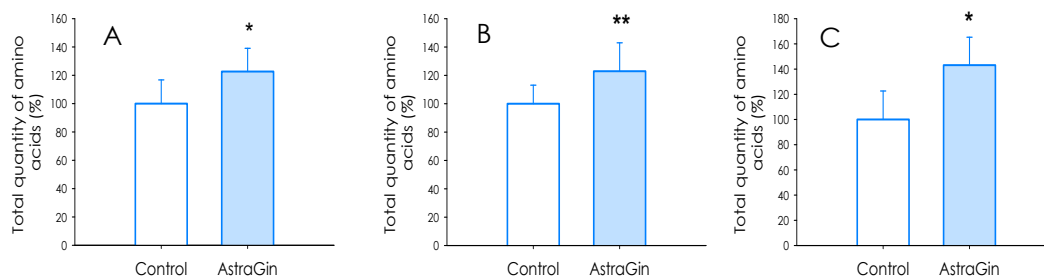 A
Total quantity of amino
acids (%)
160
140
120
100
80
60
40
20
0
*
Control
AstraGin
B
Total quantity of amino
acids (%)
160
140
120
100
80
60
40
20
0
**
Control
AstraGin
C
Total quantity of amino
acids (%)
180
160
140
120
100
80
60
40
20
0
*
Control
AstraGin